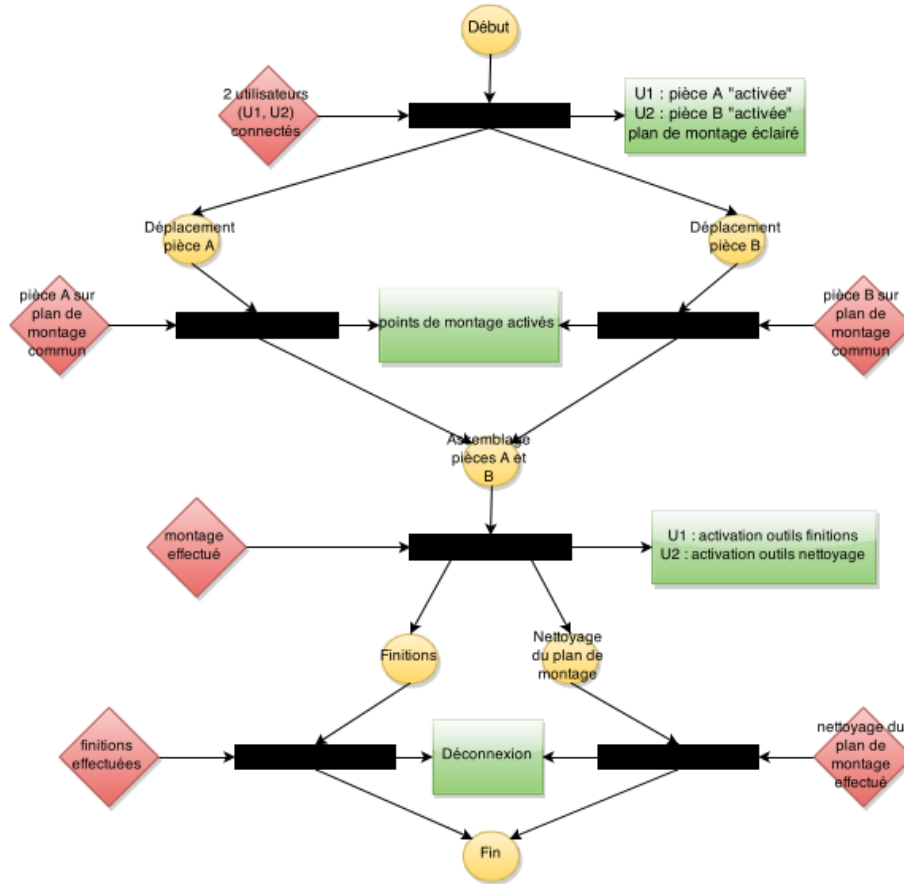 Début
2 utilisateurs
(U1, U2)
connectés
U1 : pièce A "activée"
U2 : pièce B "activée"
plan de montage éclairé
Déplacement
pièce A
Déplacement
pièce B
pièce A sur
plan de
montage
commun
points de montage activés
pièce B sur
plan de
montage
commun
Assemblage
pièces A et
B
montage
effectué
U1 : activation outils finitions
U2 : activation outils nettoyage
Finitions
Nettoyage
du plan de
montage
finitions
effectuées
Déconnexion
nettoyage du
plan de
montage
effectué
Fin